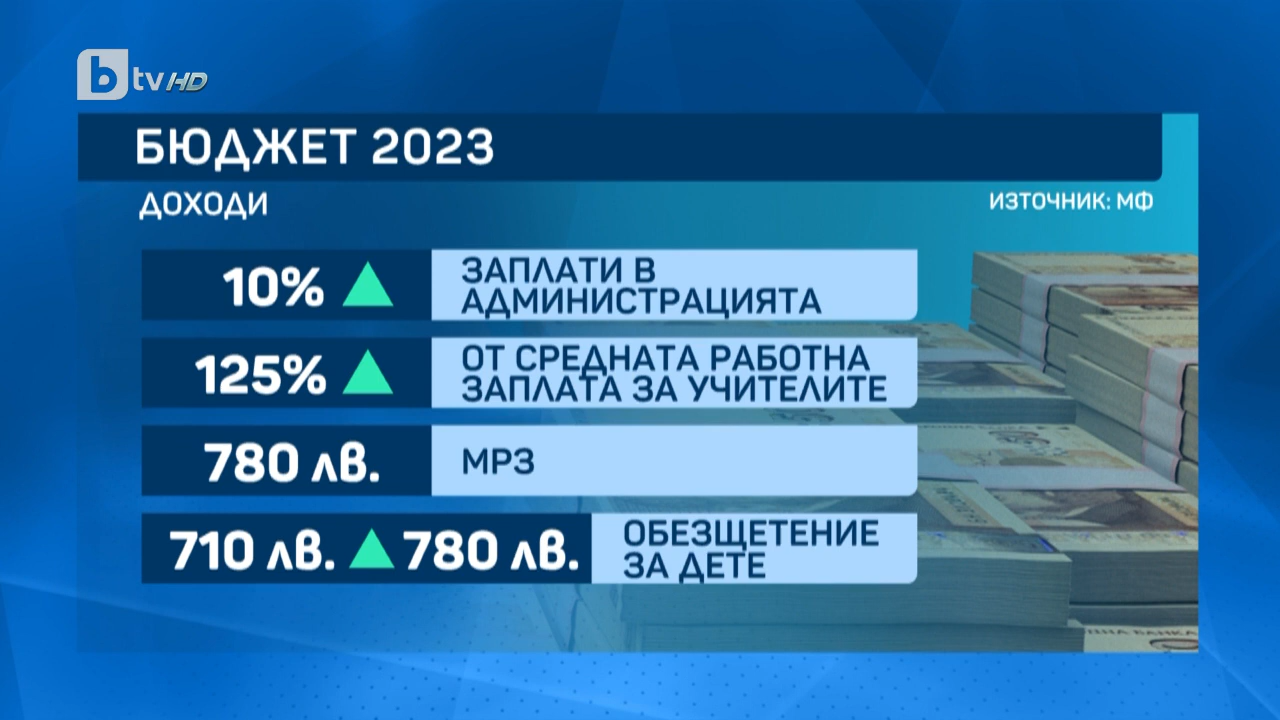 btv HD
БЮДЖЕТ 2023
ДОХОДИ
ИЗТОЧНИК: МФ
10%
ЗАПЛАТИ В
АДМИНИСТРАЦИЯТА
125%
ОТ СРЕДНАТА РАБОТНА
ЗАПЛАТА ЗА УЧИТЕЛИТЕ
780 лв.
МРЗ
710 лв. 780 лв.
ОБЕЗЩЕТЕНИЕ
ЗА ДЕТЕ